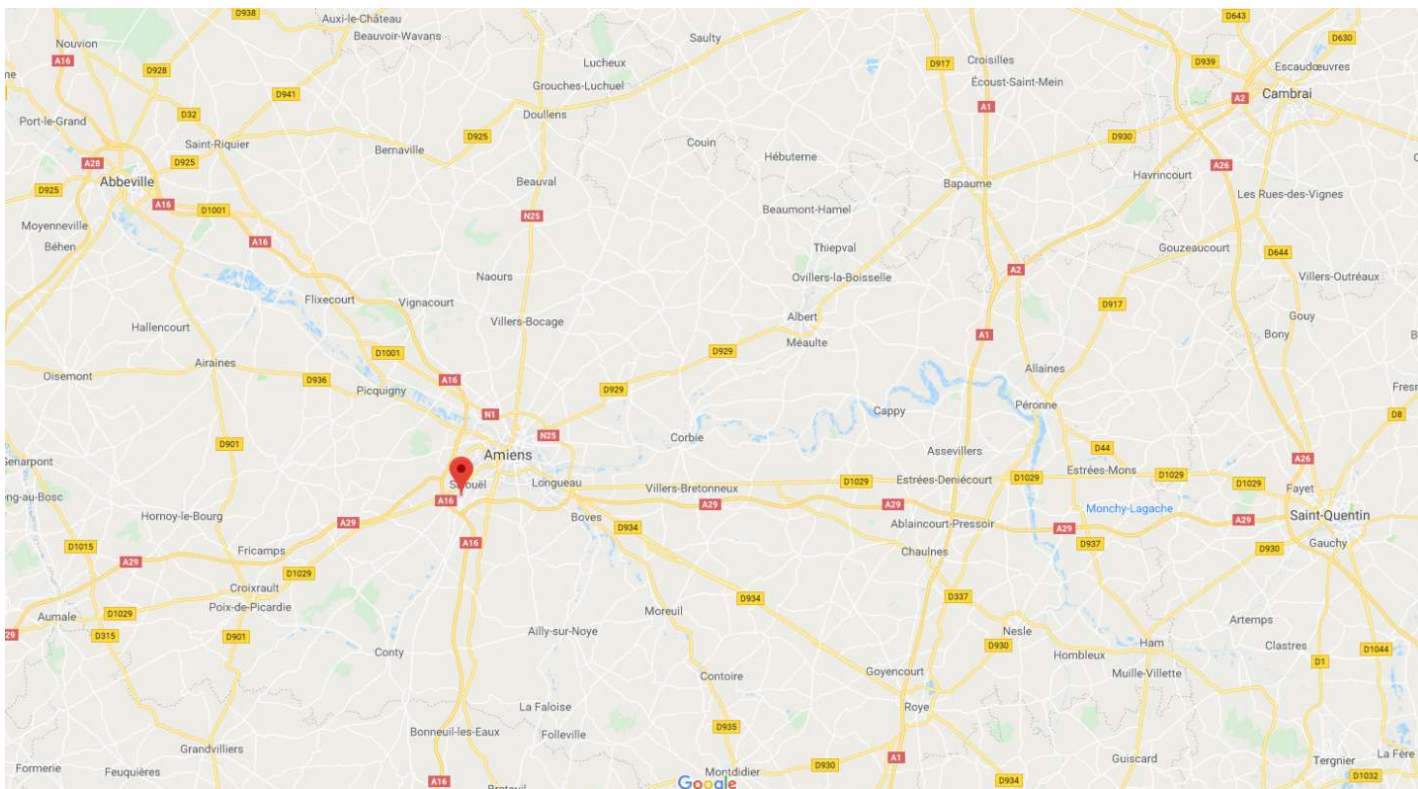 D938
Auxi-le-Château
Beauvoir-Wavans
Nouvion
A16
D928
D941
Saulty
Lucheux
Grouches-Luchuel
Doullens
D917
Croisilles
Écoust-Saint-Mein
A1
D643
D630
D939
Escaudœuvres
A2
Cambrai
Port-le-Grand
D32
Saint-Riquier
Bernaville
D925
Couin
Hébuterne
D930
A28
D925
Abbeville
D925
A16
D1001
Beauval
N25
Bapaume
Havrincourt
A26
Les Rues-des-Vignes
Moyenneville
Béhen
A16
Beaumont-Hamel
Thiepval
Gouzeaucourt
D644
Villers-Outréaux
Naours
Ovillers-la-Boisselle
A2
Flixecourt
Vignacourt
D917
Hallencourt
Villers-Bocage
Albert
Méaulte
A1
Gouy
Bony
B
D1001
D929
Airaines
Oisemont
D936
Picquigny
A16
D929
Allaines
Péronne
Cappy
D8
N1
N25
Amiens
Corbie
D901
D44
Assevillers
A26
Longueau
Villers-Bretonneux
D1029
Estrées-Deniécourt
D1029
Estrées-Mons
D1029
D1029
Fayet
A16
A29
A29
Monchy-Lagache
Hornoy-le-Bourg
A29
Boves
D934
Ablaincourt-Pressoir
A29
A29
Saint-Quentin
D1015
A29
Fricamps
A16
Chaulnes
D937
D930
Gauchy
D1029
Croixrault
Poix-de-Picardie
D934
D337
Aumale
D1029
D315
D901
Moreuil
Ailly-sur-Noye
Nesle
D930
Ham
Artemps
Clastres
D1044
Conty
Hombleux
D1
Contoire
Goyencourt
Muille-Villette
La Faloise
Roye
Bonneuil-les-Eaux
Folleville
D935
Grandvilliers
A1
Guiscard
La Fère
Formerie
Feuquières
A16
Google
Montdidier
D930
D934
Tergnier
D1032